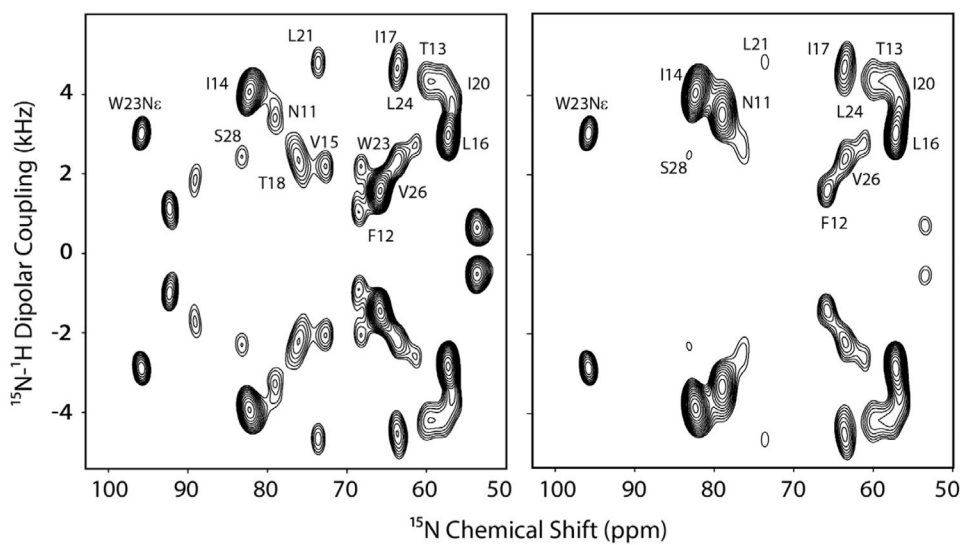 L21
I17
T13
I14
I20
W23Nε
N11
L24
S28
V15
W23
L16
T18
V26
F12
L21
I17
T13
I14
I20
W23Nε
N11
L24
S28
L16
V26
F12
4
2
0
-2
-4
¹⁵N-¹H Dipolar Coupling (kHz)
100 90 80 70 60 50
100 90 80 70 60 50
¹⁵N Chemical Shift (ppm)